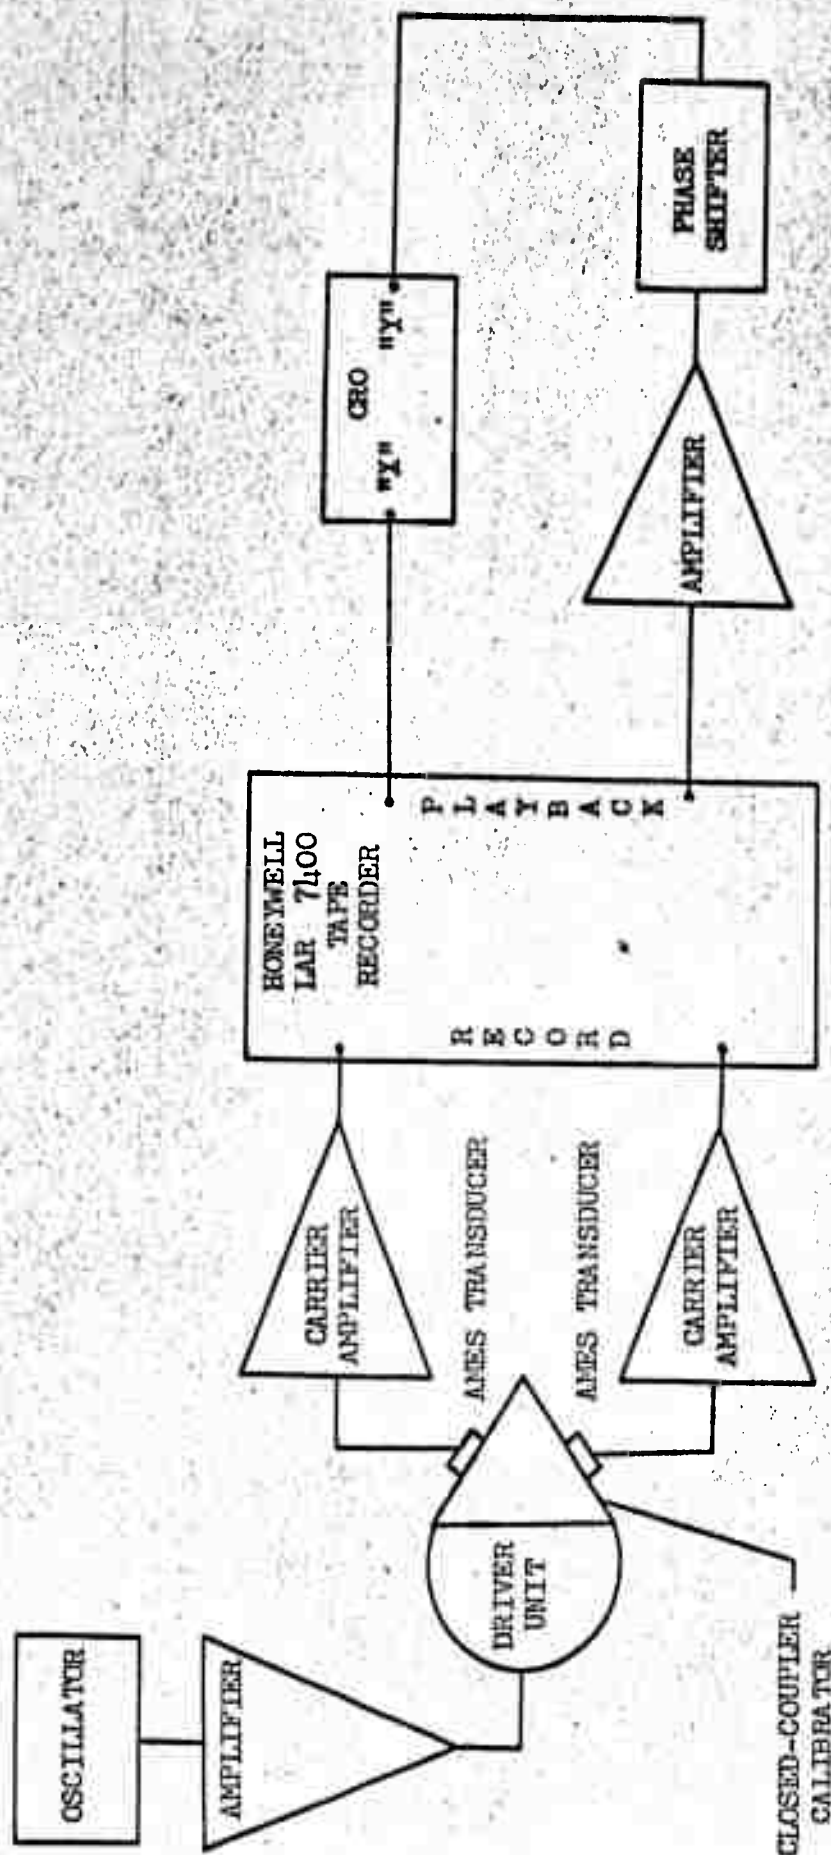 OSCILLATOR
AMPLIFIER
DRIVER
UNIT
CLOSED-COUPLER
CALIBRATOR
AMES TRANSDUCER
AMES TRANSDUCER
CARRIER
AMPLIFIER
CARRIER
AMPLIFIER
HONEYWELL
LAR 7400
TAPE
RECORDER
RECORD
PLAYBACK
CRO
"X" "Y"
AMPLIFIER
PHASE
SHIFTER